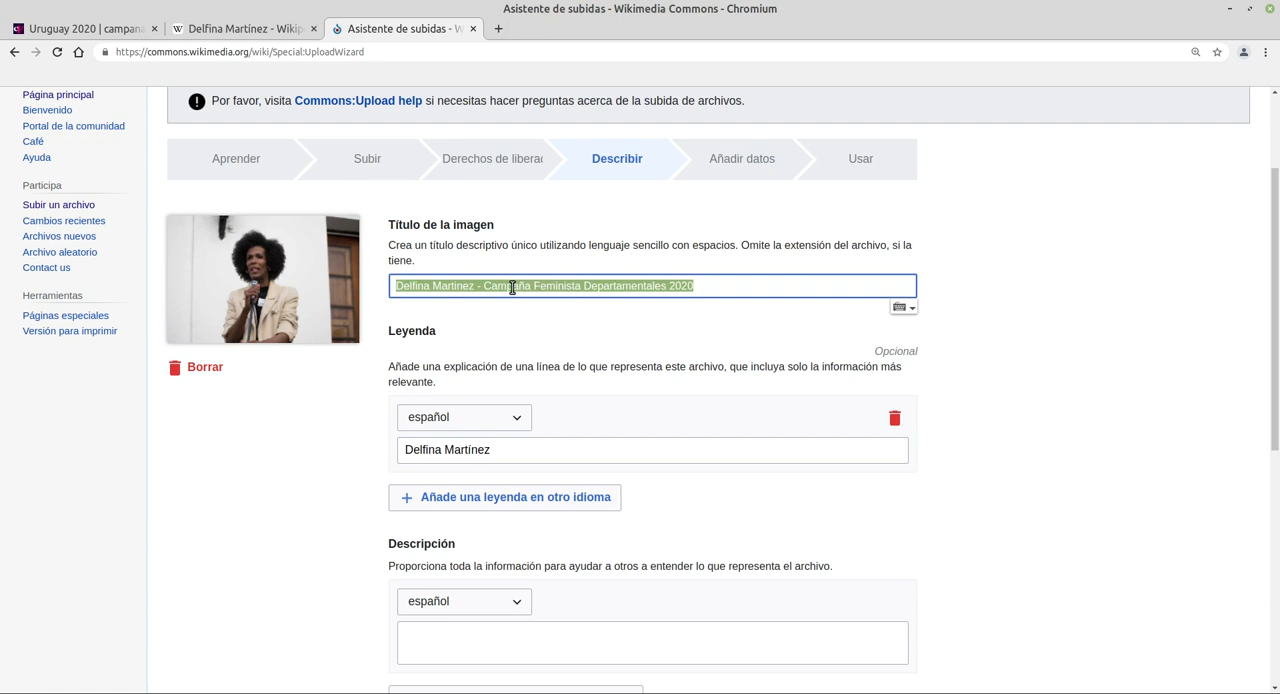 Asistente de subidas - Wikimedia Commons - Chromium
Uruguay 2020 | campana
Delfina Martínez - Wikip
Asistente de subidas - W
https://commons.wikimedia.org/wiki/Special:UploadWizard
Página principal
Bienvenido
Portal de la comunidad
Café
Ayuda
Participa
Subir un archivo
Cambios recientes
Archivos nuevos
Archivo aleatorio
Contact us
Herramientas
Páginas especiales
Versión para imprimir
Por favor, visita Commons:Upload help si necesitas hacer preguntas acerca de la subida de archivos.
Aprender
Subir
Derechos de liberac
Describir
Añadir datos
Usar
Borrar
Título de la imagen
Crea un título descriptivo único utilizando lenguaje sencillo con espacios. Omite la extensión del archivo, si la
tiene.
Delfina Martinez - Campaña Feminista Departamentales 2020
Leyenda
Opcional
Añade una explicación de una línea de lo que representa este archivo, que incluya solo la información más
relevante.
español
Delfina Martínez
Añade una leyenda en otro idioma
Descripción
Proporciona toda la información para ayudar a otros a entender lo que representa el archivo.
español